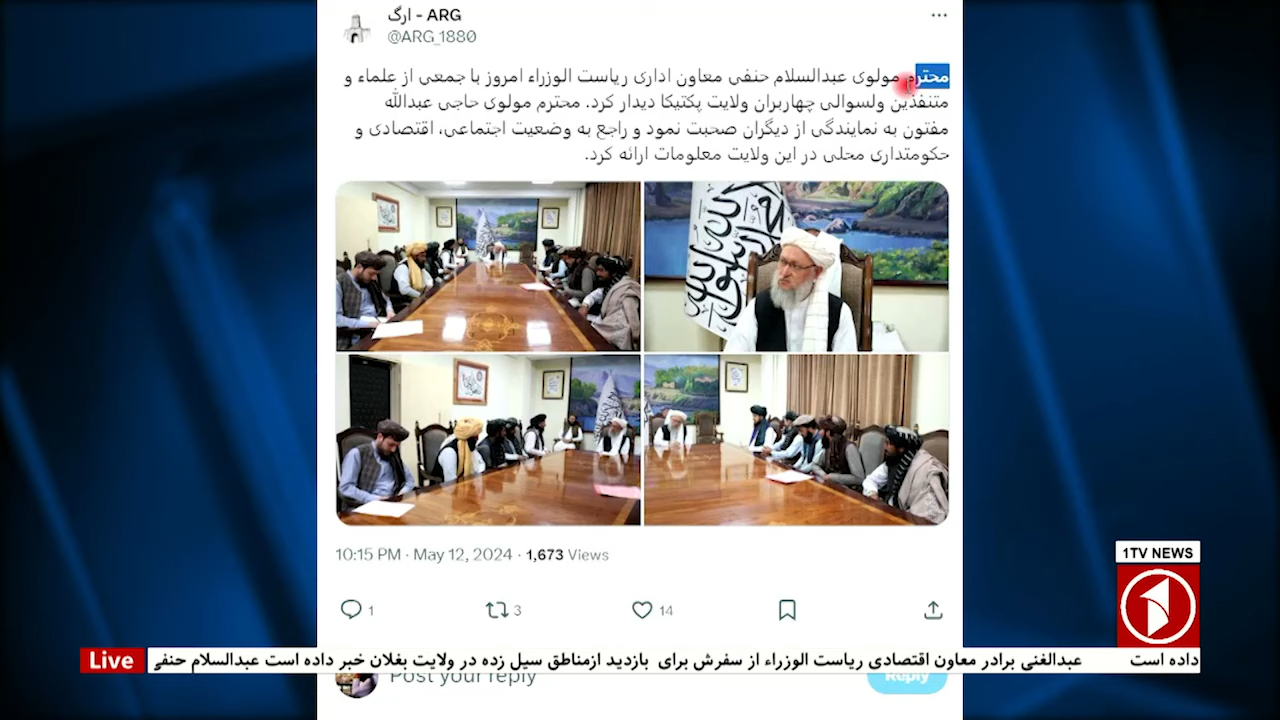 ارگ - ARG
@ARG_1880
محترم مولوی عبدالسلام حنفی معاون اداری ریاست الوزراء امروز با جمعی از علماء و
متنفذین ولسوالی چهاربران ولایت پکتیکا دیدار کرد. محترم مولوی حاجی عبدالله
مفتون به نمایندگی از دیگران صحبت نمود و راجع به وضعیت اجتماعی، اقتصادی و
حکومتداری محلی در این ولایت معلومات ارائه کرد.
10:15 PM · May 12, 2024 · 1,673 Views
1
3
14
1TV NEWS
Live
داده است
عبدالغنی برادر معاون اقتصادی ریاست الوزراء از سفرش برای بازدید ازمناطق سیل زده در ولایت بغلان خبر داده است عبدالسلام حنفی
Post your reply
Reply